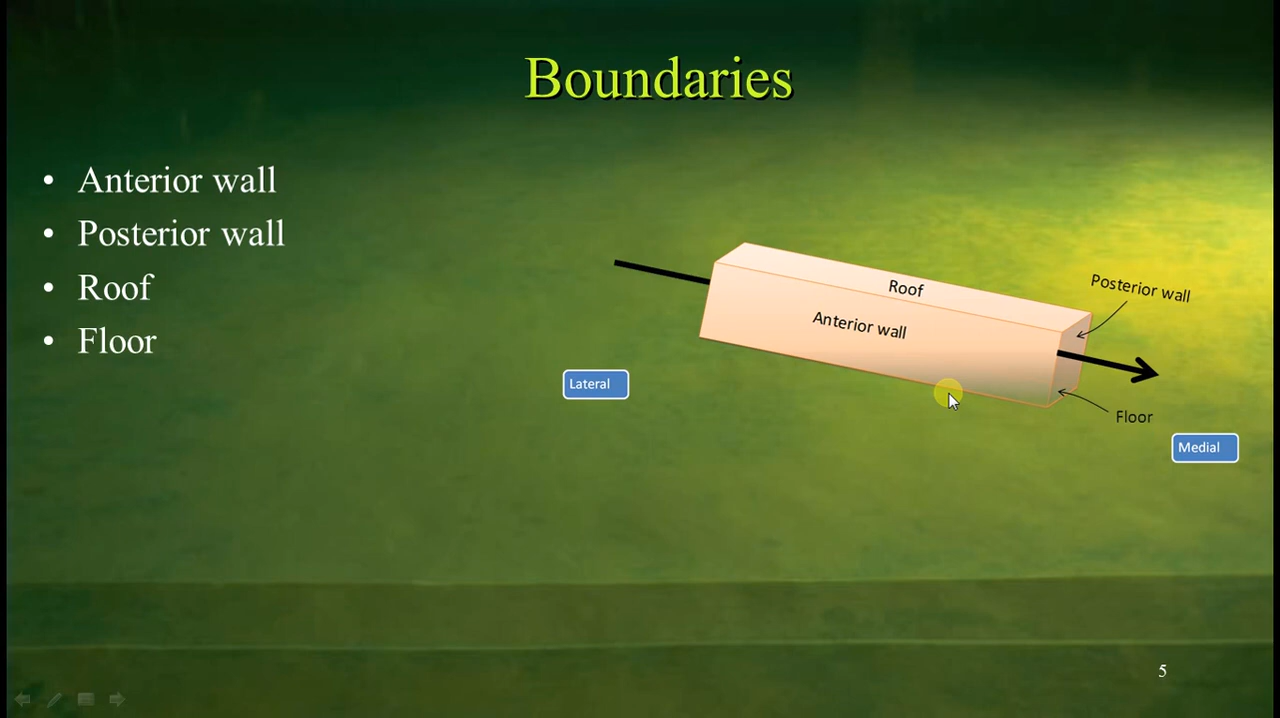 Boundaries
• Anterior wall
• Posterior wall
• Roof
• Floor
Roof
Anterior wall
Posterior wall
Floor
Lateral
Medial
5